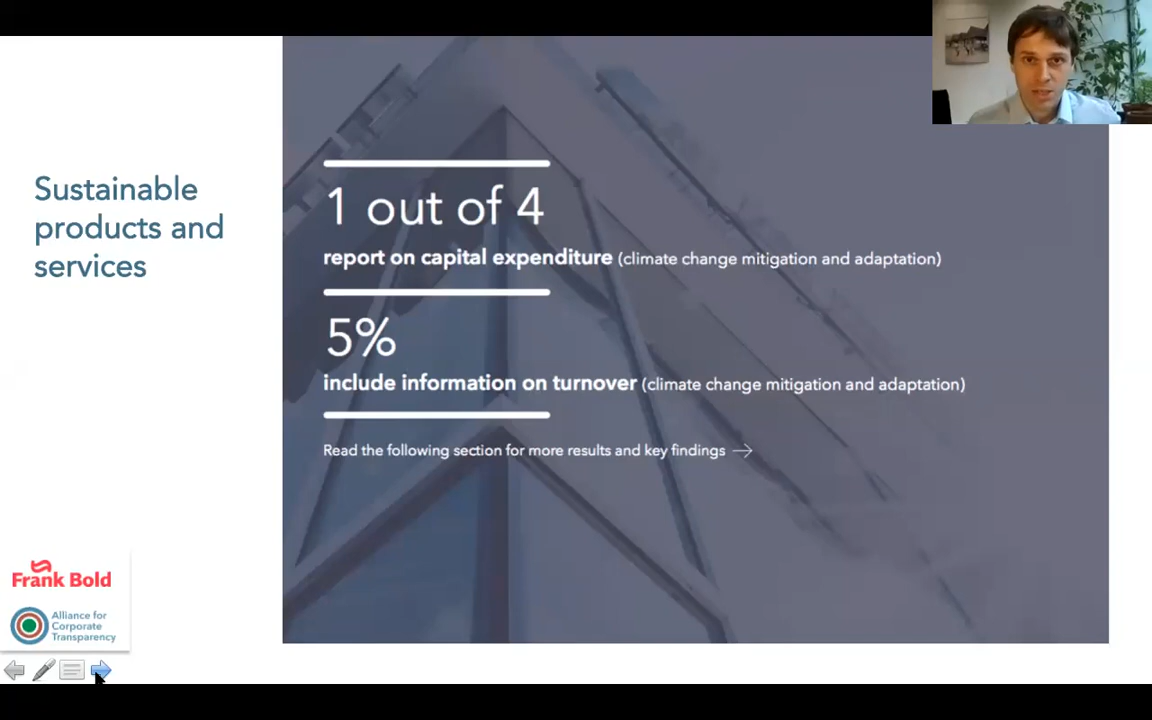 Sustainable
products and
services
1 out of 4
report on capital expenditure (climate change mitigation and adaptation)
5%
include information on turnover (climate change mitigation and adaptation)
Read the following section for more results and key findings →
Frank Bold
Alliance for
Corporate
Transparency